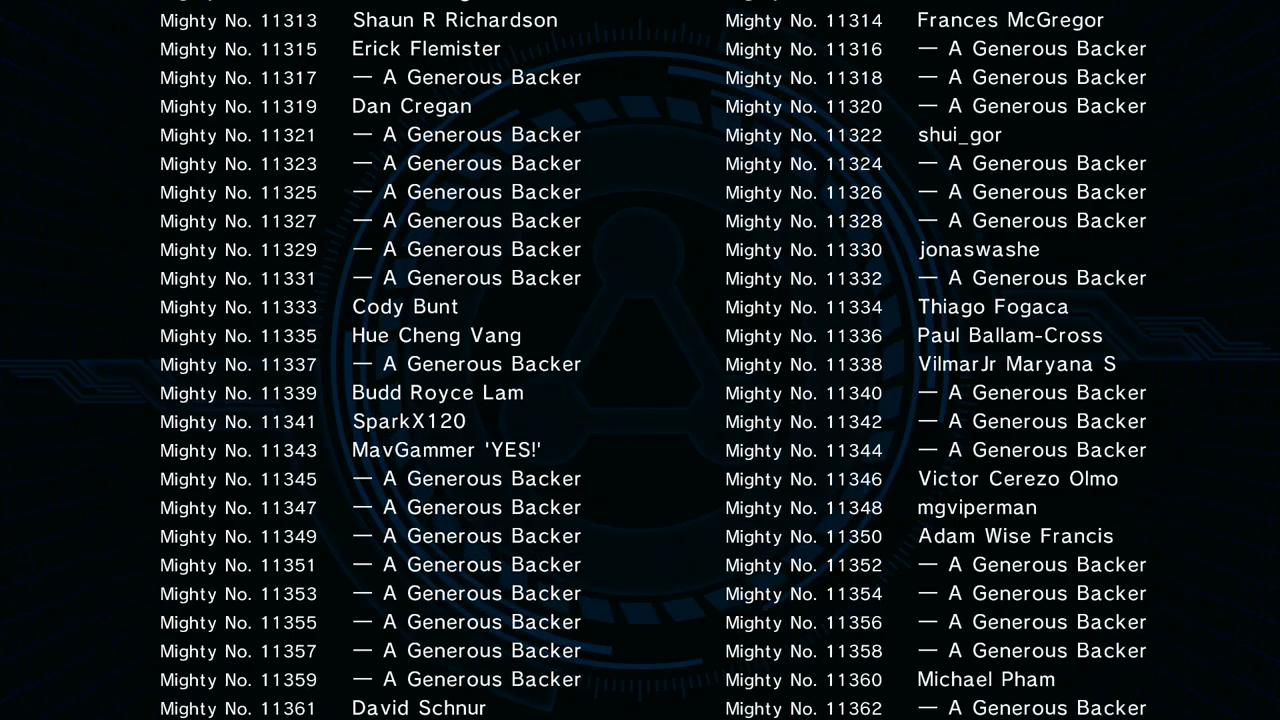 Mighty No. 11313 Shaun R Richardson Mighty No. 11314 Frances McGregor
Mighty No. 11315 Erick Flemister Mighty No. 11316 — A Generous Backer
Mighty No. 11317 — A Generous Backer Mighty No. 11318 — A Generous Backer
Mighty No. 11319 Dan Cregan Mighty No. 11320 — A Generous Backer
Mighty No. 11321 — A Generous Backer Mighty No. 11322 shui_gor
Mighty No. 11323 — A Generous Backer Mighty No. 11324 — A Generous Backer
Mighty No. 11325 — A Generous Backer Mighty No. 11326 — A Generous Backer
Mighty No. 11327 — A Generous Backer Mighty No. 11328 — A Generous Backer
Mighty No. 11329 — A Generous Backer Mighty No. 11330 jonaswashe
Mighty No. 11331 — A Generous Backer Mighty No. 11332 — A Generous Backer
Mighty No. 11333 Cody Bunt Mighty No. 11334 Thiago Fogaca
Mighty No. 11335 Hue Cheng Vang Mighty No. 11336 Paul Ballam-Cross
Mighty No. 11337 — A Generous Backer Mighty No. 11338 VilmarJr Maryana S
Mighty No. 11339 Budd Royce Lam Mighty No. 11340 — A Generous Backer
Mighty No. 11341 SparkX120 Mighty No. 11342 — A Generous Backer
Mighty No. 11343 MavGammer 'YES!' Mighty No. 11344 — A Generous Backer
Mighty No. 11345 — A Generous Backer Mighty No. 11346 Victor Cerezo Olmo
Mighty No. 11347 — A Generous Backer Mighty No. 11348 mgviperman
Mighty No. 11349 — A Generous Backer Mighty No. 11350 Adam Wise Francis
Mighty No. 11351 — A Generous Backer Mighty No. 11352 — A Generous Backer
Mighty No. 11353 — A Generous Backer Mighty No. 11354 — A Generous Backer
Mighty No. 11355 — A Generous Backer Mighty No. 11356 — A Generous Backer
Mighty No. 11357 — A Generous Backer Mighty No. 11358 — A Generous Backer
Mighty No. 11359 — A Generous Backer Mighty No. 11360 Michael Pham
Mighty No. 11361 David Schnur Mighty No. 11362 — A Generous Backer